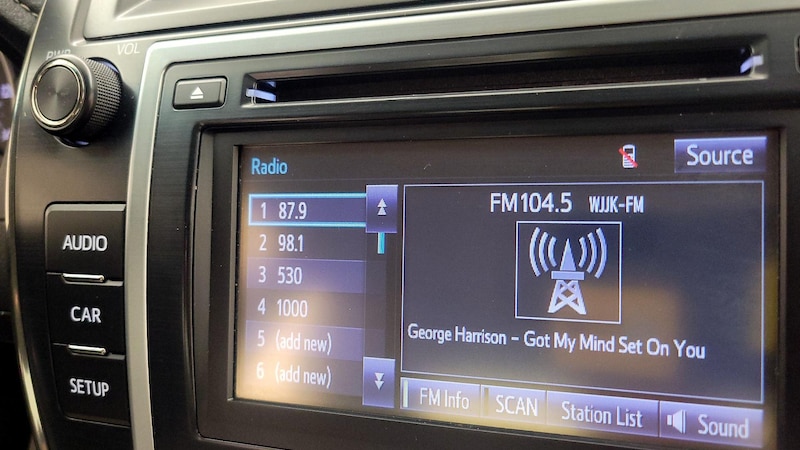 PWR VOL
Radio
Source
1 87.9
2 98.1
3 530
4 1000
5 (add new)
6 (add new)
FM104.5 WJJK-FM
George Harrison - Got My Mind Set On You
FM Info
SCAN
Station List
Sound
AUDIO
CAR
SETUP